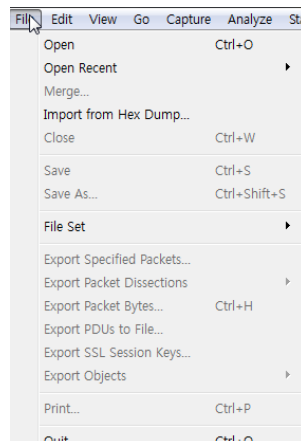 File Edit View Go Capture Analyze
Open Ctrl+O
Open Recent
Merge...
Import from Hex Dump...
Close Ctrl+W
Save Ctrl+S
Save As... Ctrl+Shift+S
File Set
Export Specified Packets...
Export Packet Dissections
Export Packet Bytes... Ctrl+H
Export PDUs to File...
Export SSL Session Keys...
Export Objects
Print... Ctrl+P
Quit Ctrl+Q